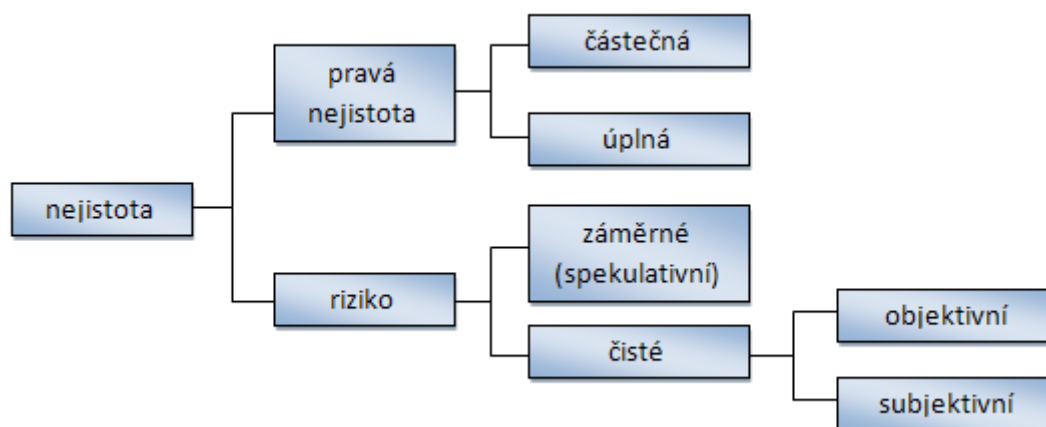 částečná
pravá
nejistota
úplná
nejistota
záměrné
(spekulativní)
riziko
objektivní
čisté
subjektivní